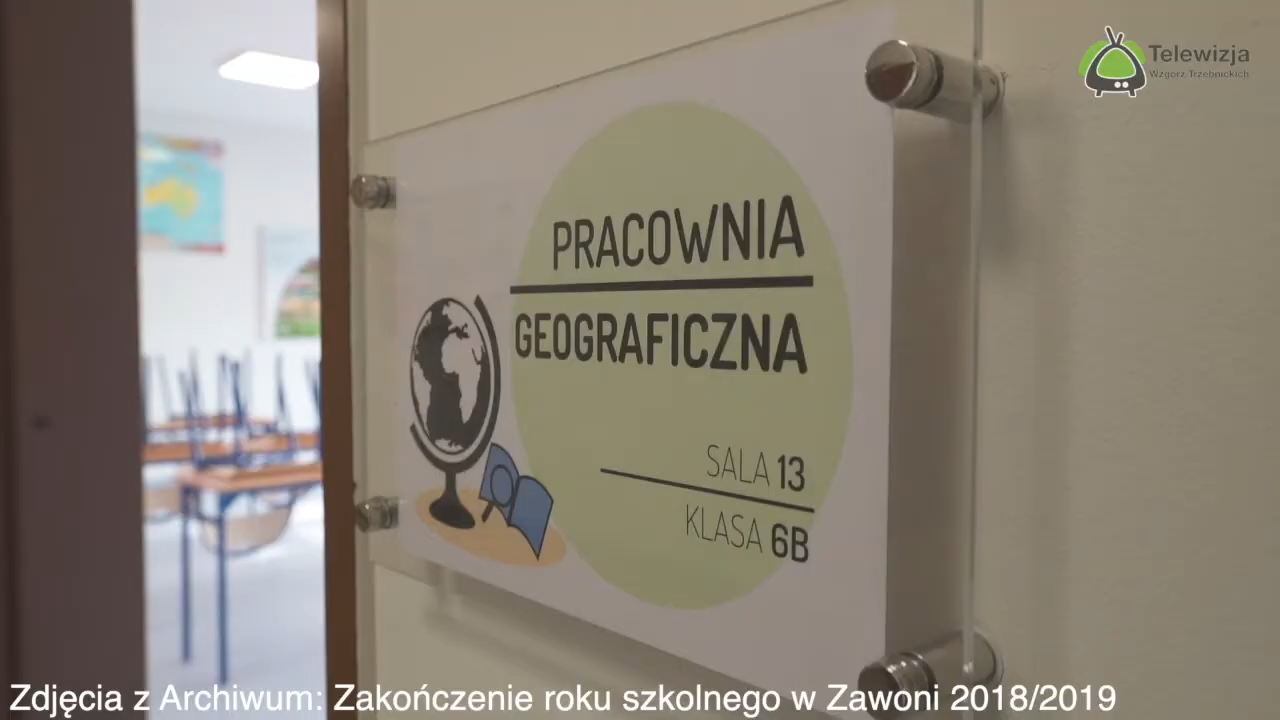 Telewizja
Wzgórz Trzebnickich
PRACOWNIA
GEOGRAFICZNA
SALA 13
KLASA 6B
Zdjęcia z Archiwum: Zakończenie roku szkolnego w Zawoni 2018/2019